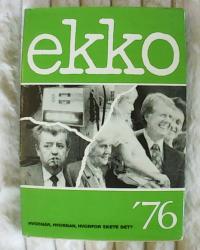 ekko
HVORNÅR, HVORDAN, HVORFOR SKETE DET?
'76